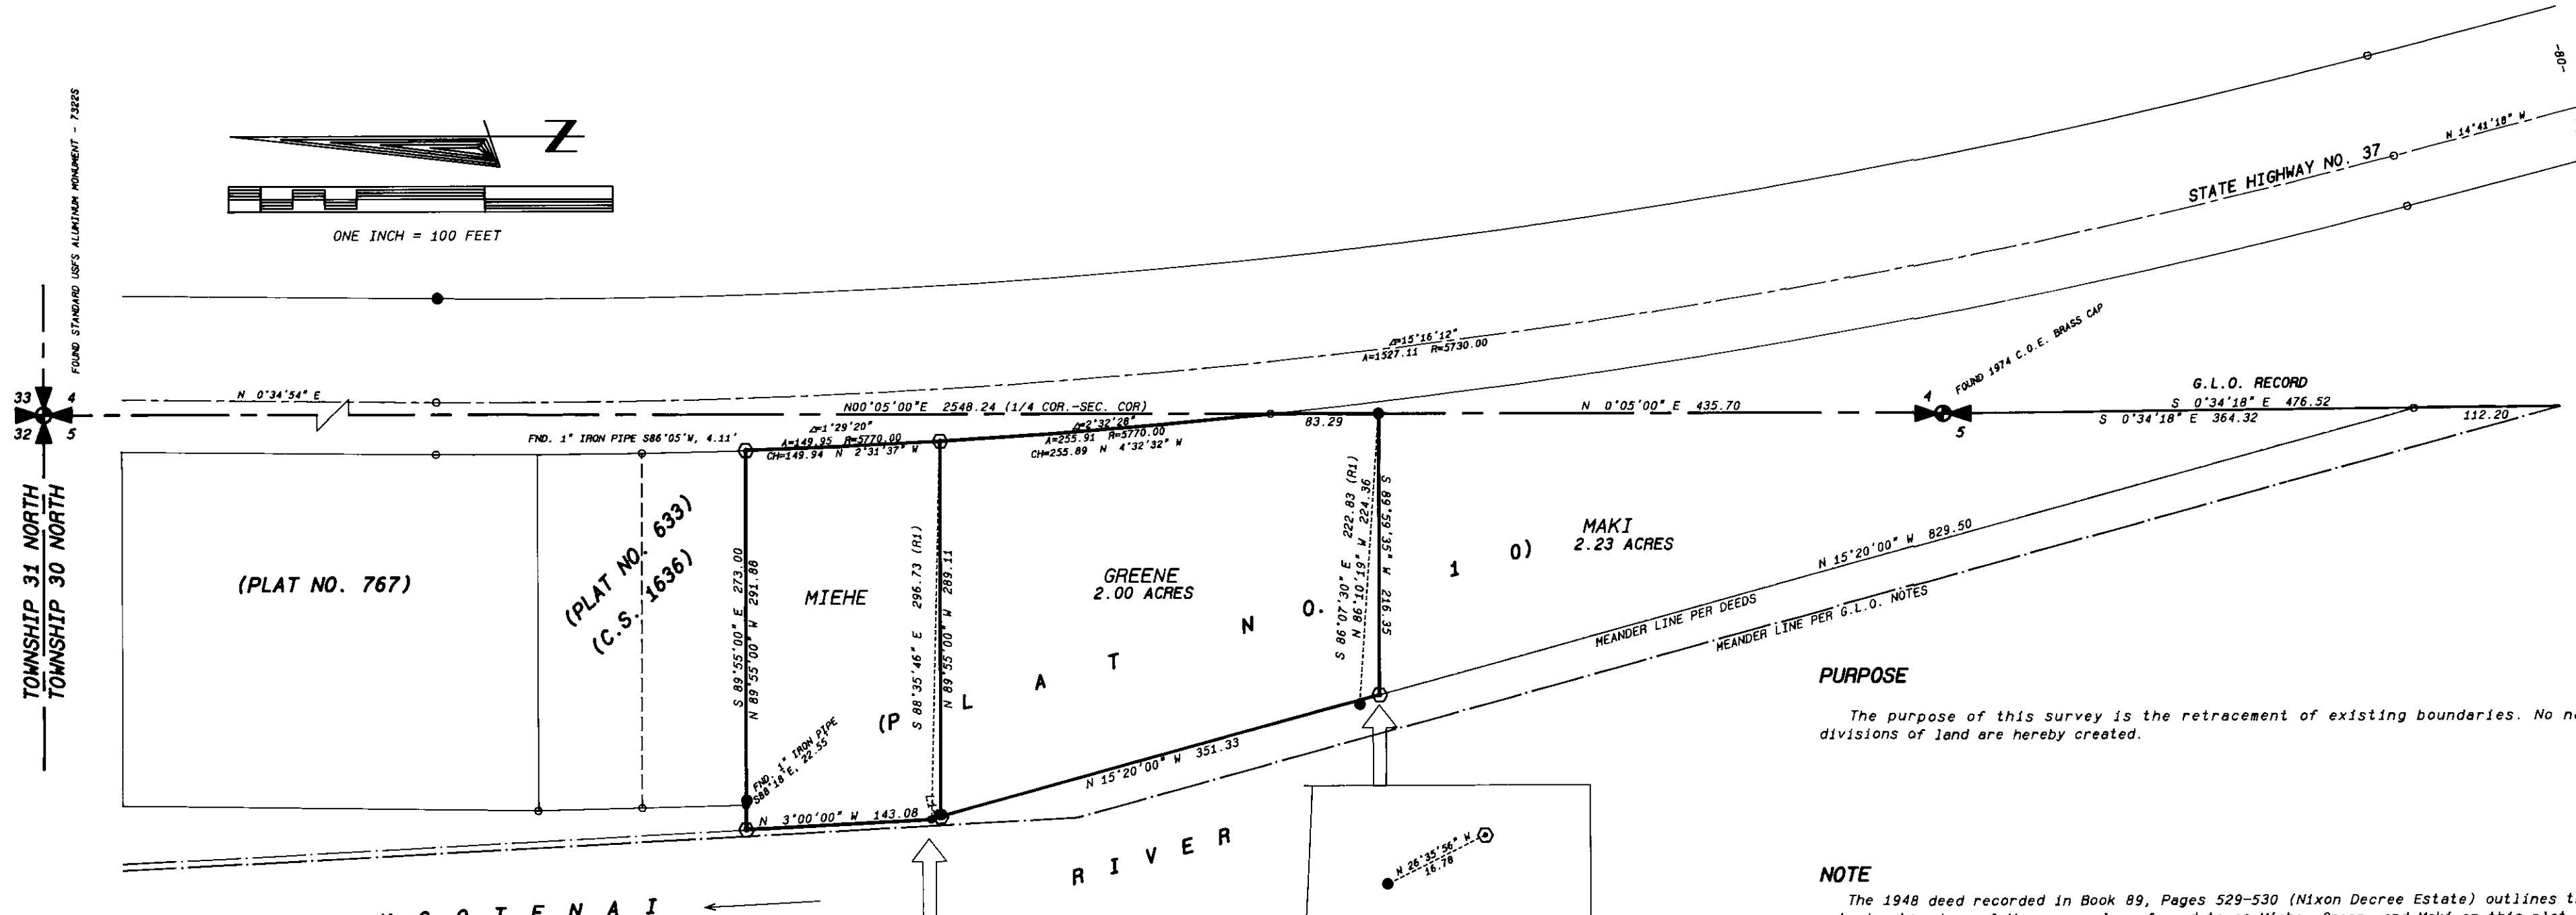 FOUND STANDARD USFS ALUMINUM MONUMENT - 7322S
Z
ONE INCH = 100 FEET
-80-
N 14°41'18" W
STATE HIGHWAY NO. 37
Δ=15°16'12"
A=1527.11 R=5730.00
FOUND 1974 C.O.E. BRASS CAP
33 4
32 5
N 0°34'54" E
N00°05'00"E 2548.24 (1/4 COR.-SEC. COR)
N 0°05'00" E 435.70
4
5
G.L.O. RECORD
S 0°34'18" E 476.52
S 0°34'18" E 364.32
112.20
FND. 1" IRON PIPE S86°05'W, 4.11'
Δ=1°29'20"
A=149.95 R=5770.00
CH=149.94 N 2°31'37" W
Δ=2°32'28"
A=255.91 R=5770.00
CH=255.89 N 4°32'32" W
83.29
TOWNSHIP 31 NORTH
TOWNSHIP 30 NORTH
(PLAT NO. 767)
(PLAT NO. 633)
(C.S. 1636)
S 89°55'00" E 273.00
N 89°55'00" W 291.88
MIEHE
S 88°35'46" E 296.73 (R1)
N 89°55'00" W 289.11
GREENE
2.00 ACRES
S 86°07'30" E 222.83 (R1)
N 86°10'19" W 224.36
S 89°59'35" W 216.35
MAKI
2.23 ACRES
(PLAT NO. 10)
N 15°20'00" W 829.50
MEANDER LINE PER DEEDS
MEANDER LINE PER G.L.O. NOTES
FND. 1" IRON PIPE
S88°18'E, 22.55'
N 3°00'00" W 143.08
N 15°20'00" W 351.33
RIVER
N 26°35'56" W
16.78
PURPOSE
The purpose of this survey is the retracement of existing boundaries. No
divisions of land are hereby created.
NOTE
The 1948 deed recorded in Book 89, Pages 529-530 (Nixon Decree Estate) outlines